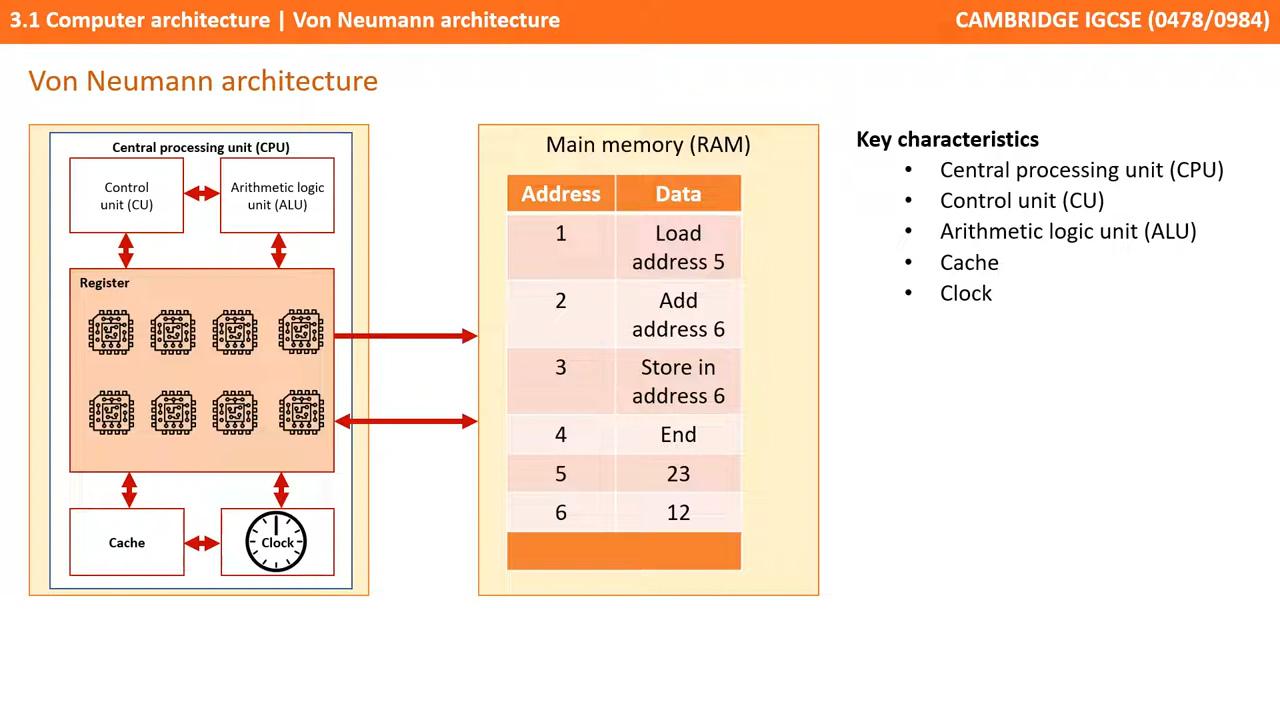 3.1 Computer architecture | Von Neumann architecture
CAMBRIDGE IGCSE (0478/0984)
Von Neumann architecture
Central processing unit (CPU)
Control
unit (CU)
Arithmetic logic
unit (ALU)
Register
Cache
Clock
Main memory (RAM)
Address Data
1 Load
address 5
2 Add
address 6
3 Store in
address 6
4 End
5 23
6 12
Key characteristics
• Central processing unit (CPU)
• Control unit (CU)
• Arithmetic logic unit (ALU)
• Cache
• Clock